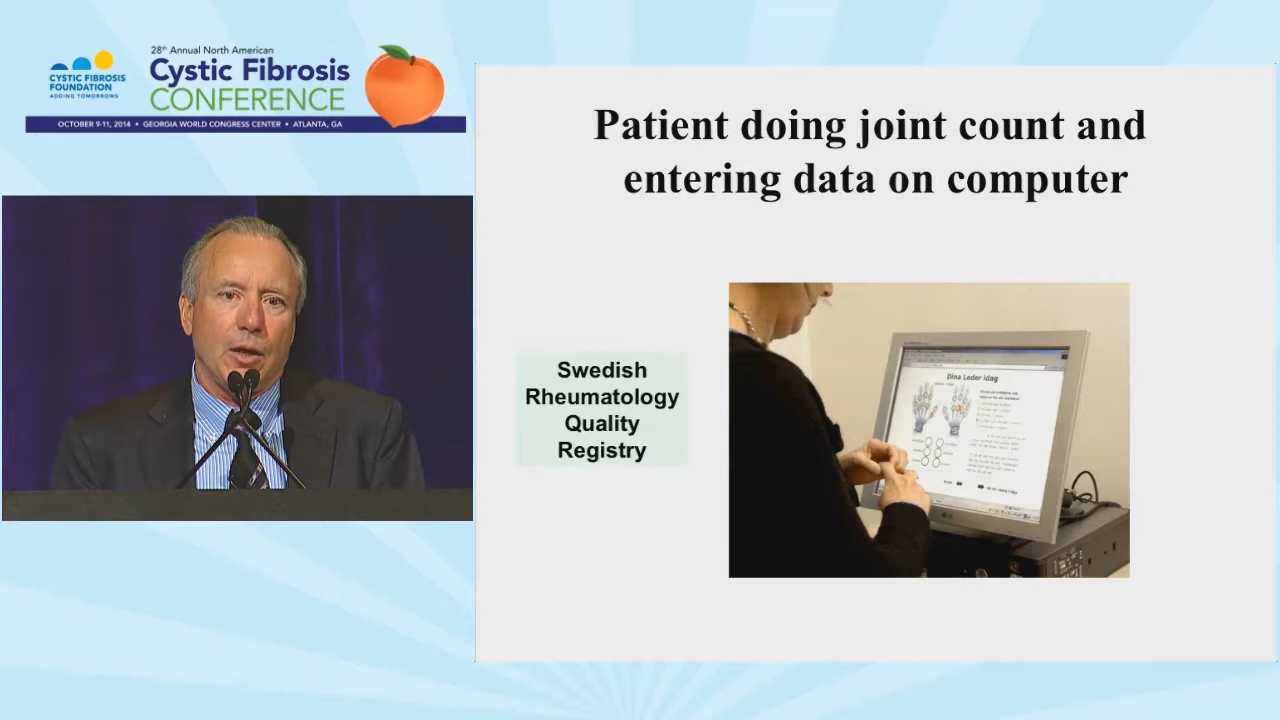 CYSTIC FIBROSIS
FOUNDATION
ADDING TOMORROWS
28th Annual North American
Cystic Fibrosis
CONFERENCE
OCTOBER 9-11, 2014 • GEORGIA WORLD CONGRESS CENTER • ATLANTA, GA
Patient doing joint count and
entering data on computer
Swedish
Rheumatology
Quality
Registry
Dina Leder idag